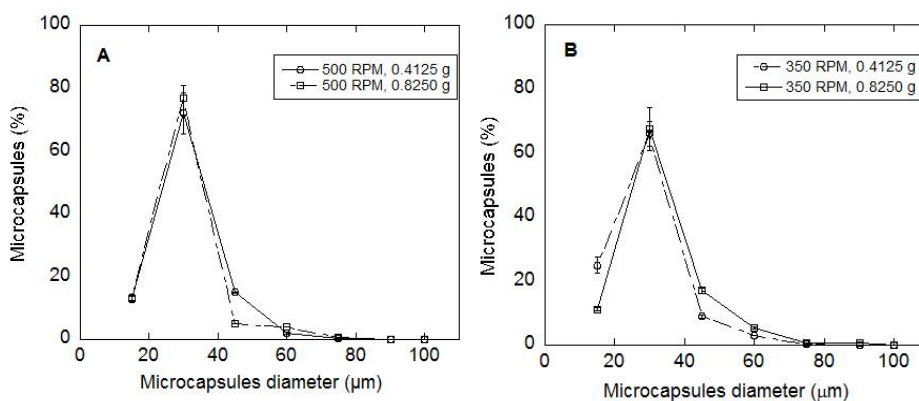 A
500 RPM, 0.4125 g
500 RPM, 0.8250 g
Microcapsules (%)
100
80
60
40
20
0
0 20 40 60 80 100
Microcapsules diameter (µm)
B
350 RPM, 0.4125 g
350 RPM, 0.8250 g
Microcapsules (%)
100
80
60
40
20
0
0 20 40 60 80 100
Microcapsules diameter (µm)